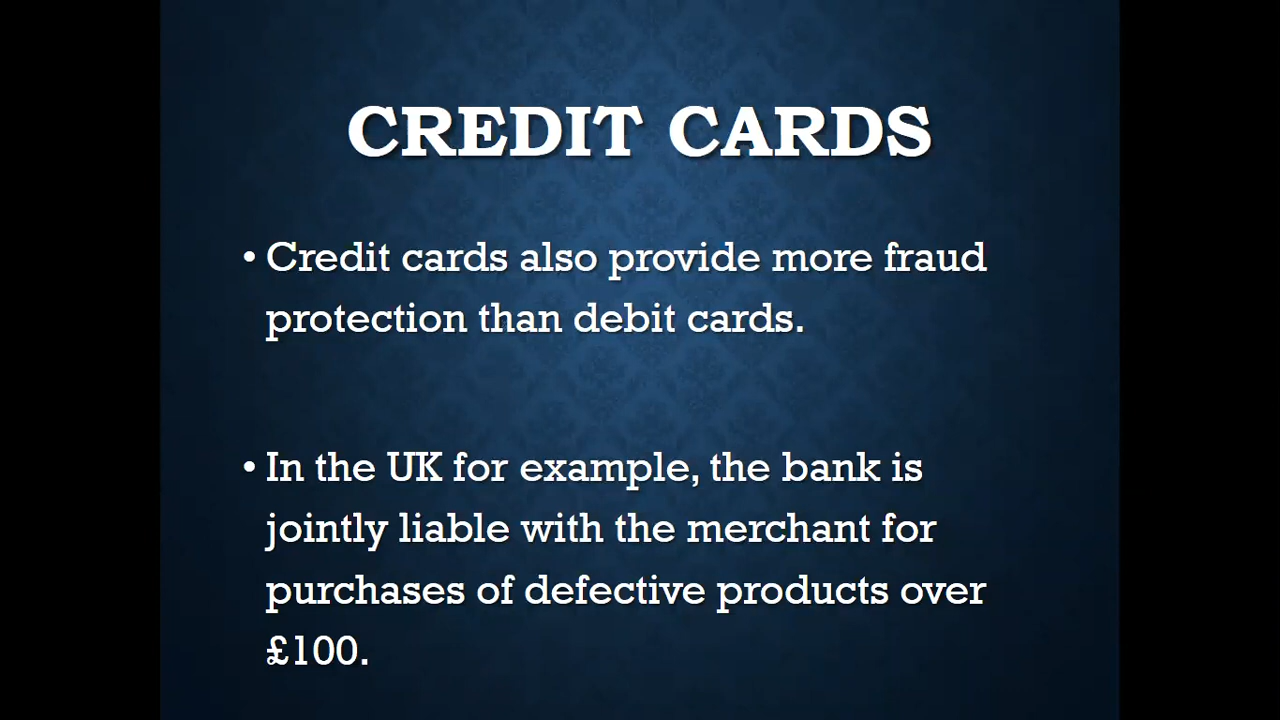 CREDIT CARDS
• Credit cards also provide more fraud
protection than debit cards.
• In the UK for example, the bank is
jointly liable with the merchant for
purchases of defective products over
£100.